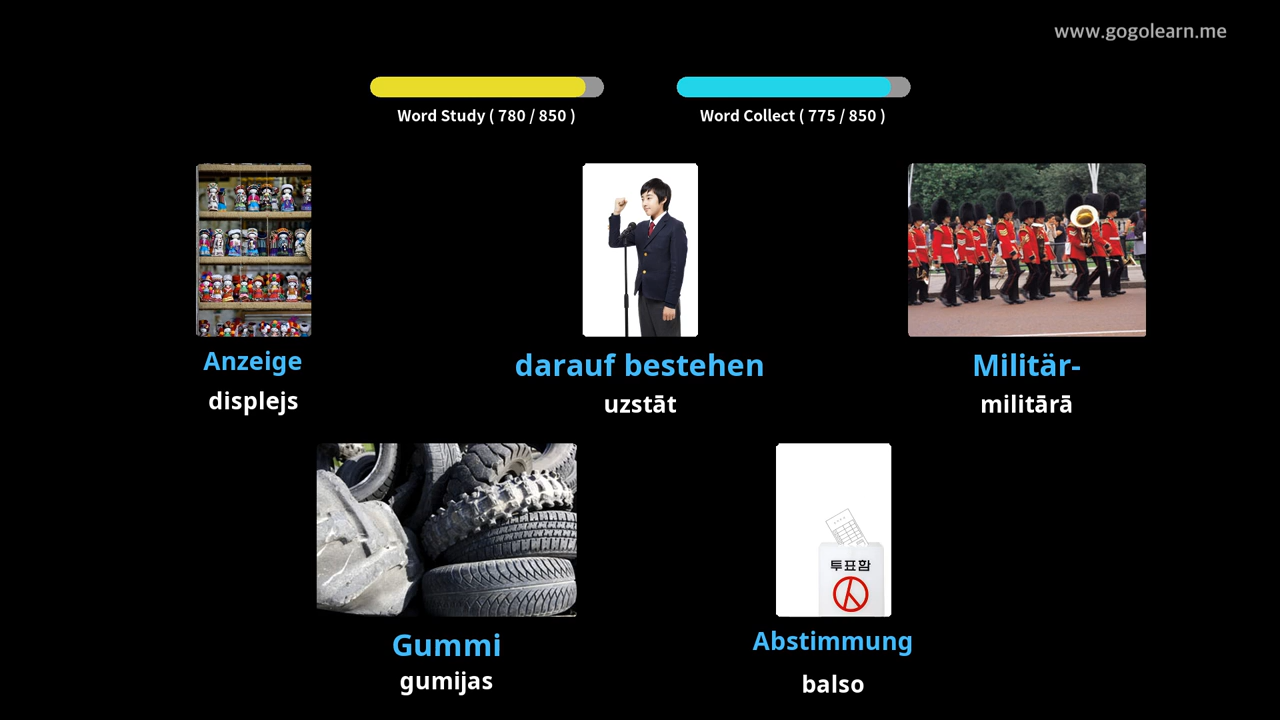 www.gogolearn.me
Word Study ( 780 / 850 )
Word Collect ( 775 / 850 )
Anzeige
displejs
darauf bestehen
uzstāt
Militär-
militārā
투표함
Gummi
gumijas
Abstimmung
balso